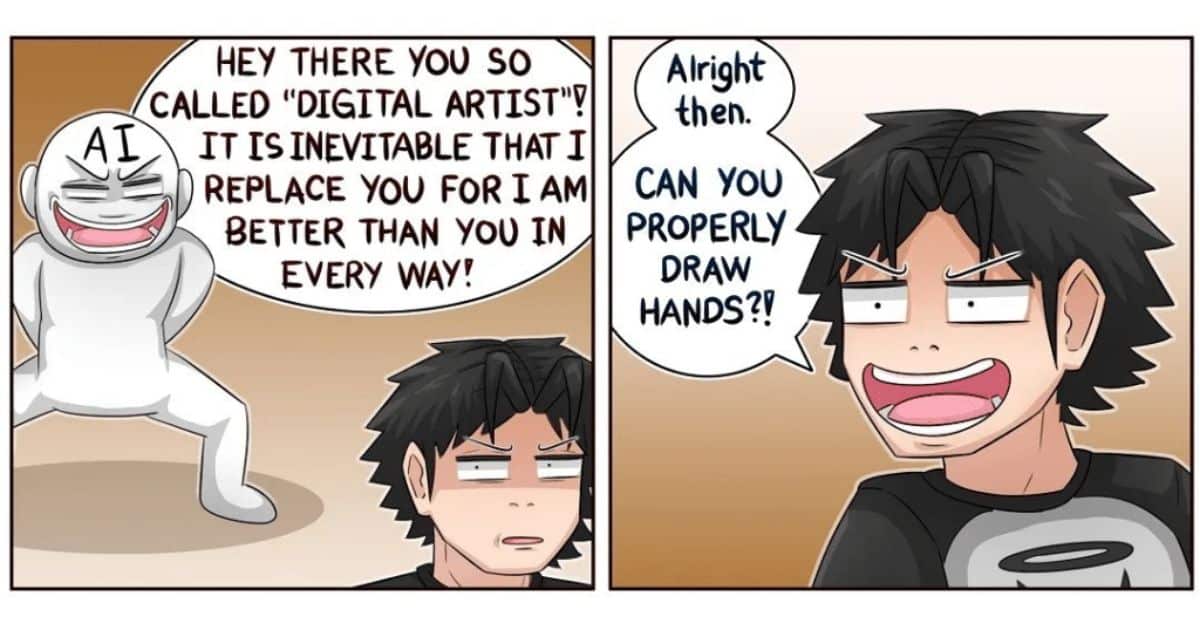 AI
HEY THERE YOU SO
CALLED "DIGITAL ARTIST"!
IT IS INEVITABLE THAT I
REPLACE YOU FOR I AM
BETTER THAN YOU IN
EVERY WAY!
Alright
then.
CAN YOU
PROPERLY
DRAW
HANDS?!